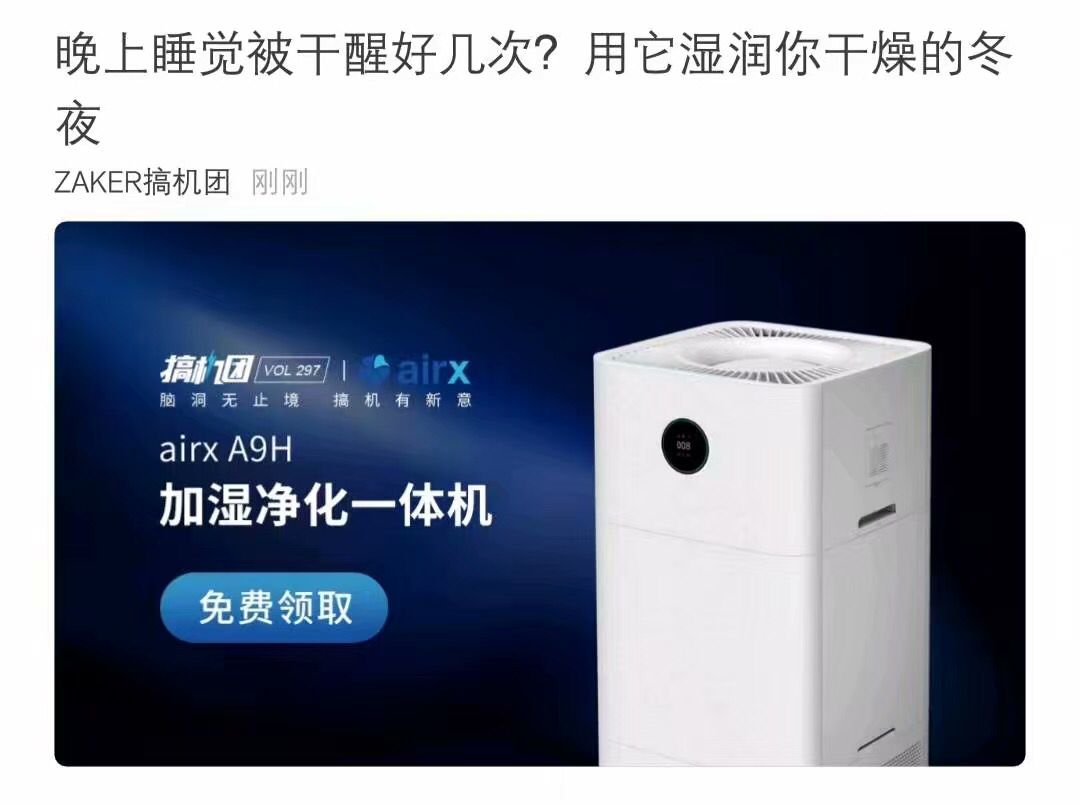 晚上睡觉被干醒好几次？用它湿润你干燥的冬
夜
ZAKER搞机团 刚刚
搞机团 VOL 297 | airx
脑洞无止境 搞机有新意
airx A9H
加湿净化一体机
免费领取
008